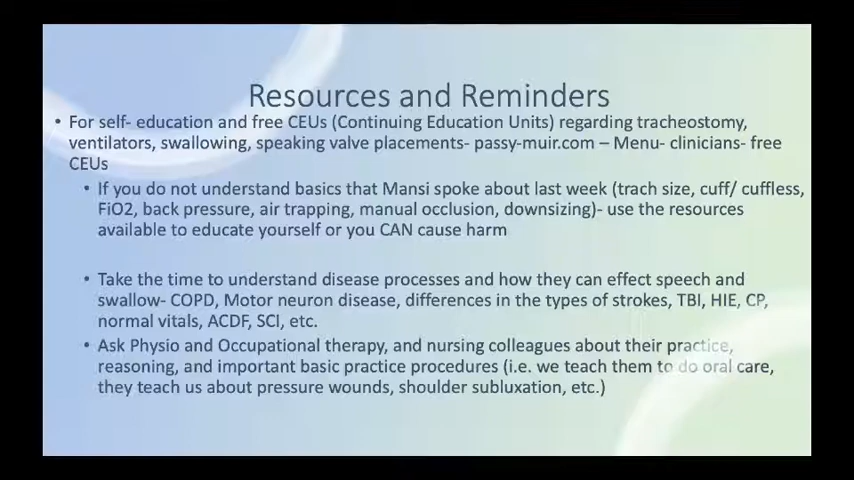 Resources and Reminders
• For self- education and free CEUs (Continuing Education Units) regarding tracheostomy,
ventilators, swallowing, speaking valve placements- passy-muir.com – Menu- clinicians- free
CEUs
• If you do not understand basics that Mansi spoke about last week (trach size, cuff/ cuffless,
FiO2, back pressure, air trapping, manual occlusion, downsizing)- use the resources
available to educate yourself or you CAN cause harm
• Take the time to understand disease processes and how they can effect speech and
swallow- COPD, Motor neuron disease, differences in the types of strokes, TBI, HIE, CP,
normal vitals, ACDF, SCI, etc.
• Ask Physio and Occupational therapy, and nursing colleagues about their practice,
reasoning, and important basic practice procedures (i.e. we teach them to do oral care,
they teach us about pressure wounds, shoulder subluxation, etc.)